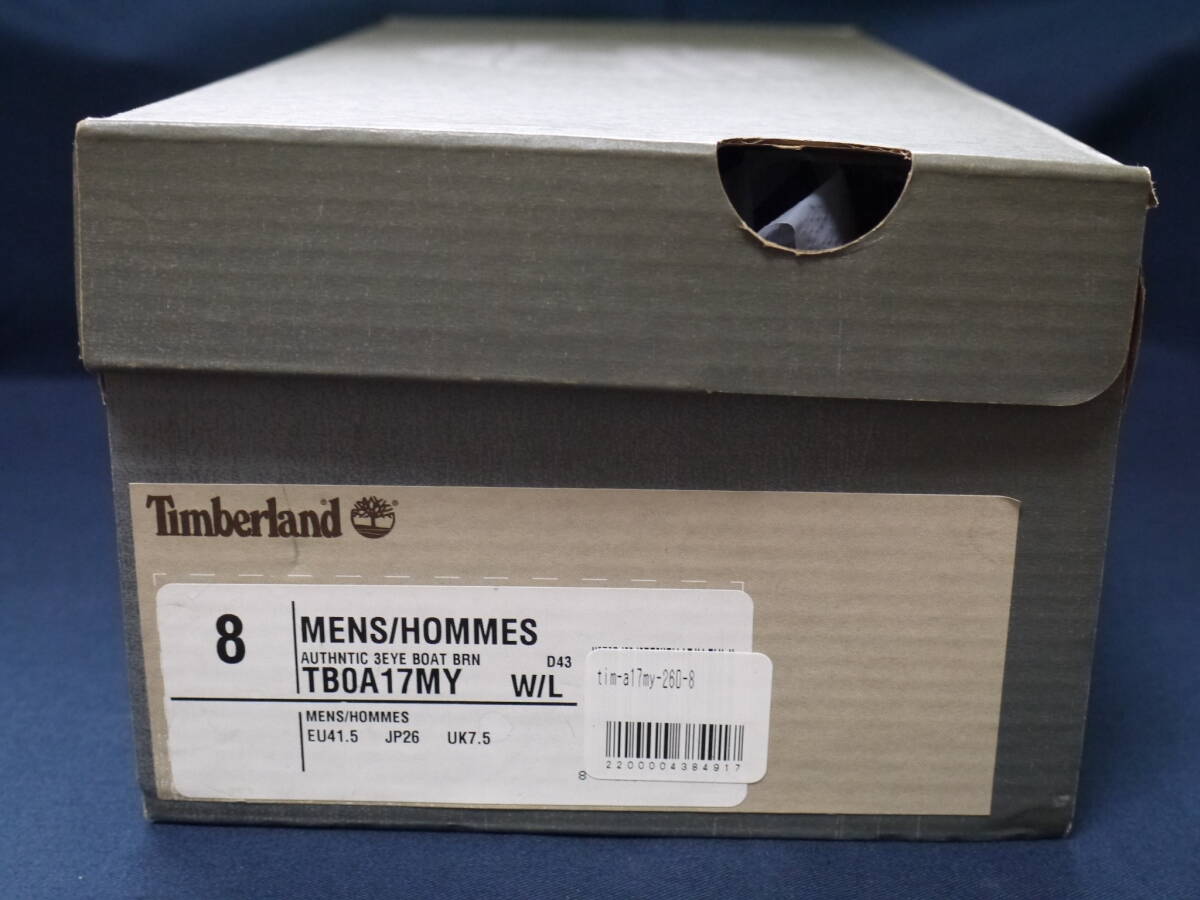 Timberland
8
MENS/HOMMES
AUTHNTIC 3EYE BOAT BRN D43
TB0A17MY W/L
MENS/HOMMES
EU41.5 JP26 UK7.5
8
tim-a17my-260-8
2200004384917